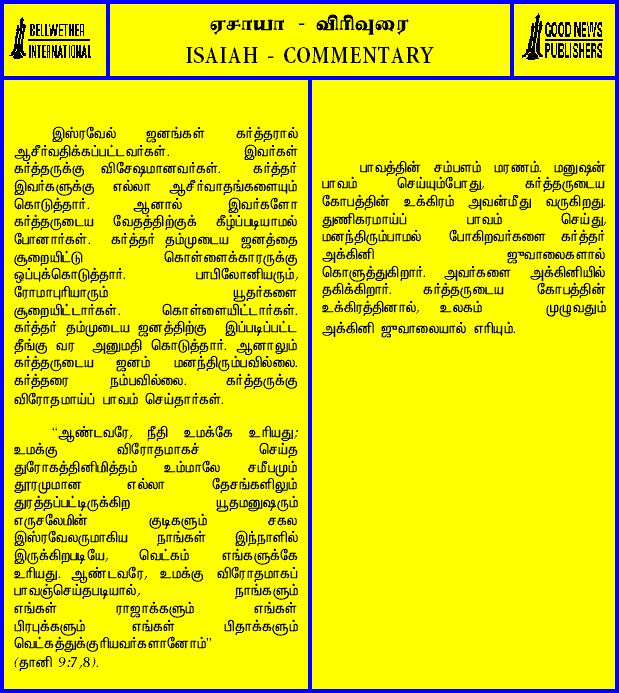 BELLWETHER
INTERNATIONAL
ஏசாயா - விரிவுரை
ISAIAH - COMMENTARY
GOOD NEWS
PUBLISHERS
இஸ்ரவேல் ஜனங்கள் கர்த்தரால்
ஆசீர்வதிக்கப்பட்டவர்கள். இவர்கள்
கர்த்தருக்கு விசேஷமானவர்கள். கர்த்தர்
இவர்களுக்கு எல்லா ஆசீர்வாதங்களையும்
கொடுத்தார். ஆனால் இவர்களோ
கர்த்தருடைய வேதத்திற்குக் கீழ்ப்படியாமல்
போனார்கள். கர்த்தர் தம்முடைய ஜனத்தை
சூறையிட்டு கொள்ளைக்காரருக்கு
ஒப்புக்கொடுத்தார். பாபிலோனியரும்,
ரோமாபுரியாரும் யூதர்களை
சூறையிட்டார்கள். கொள்ளையிட்டார்கள்.
கர்த்தர் தம்முடைய ஜனத்திற்கு இப்படிப்பட்ட
தீங்கு வர அனுமதி கொடுத்தார். ஆனாலும்
கர்த்தருடைய ஜனம் மனந்திரும்பவில்லை.
கர்த்தரை நம்பவில்லை. கர்த்தருக்கு
விரோதமாய்ப் பாவம் செய்தார்கள்.
“ஆண்டவரே, நீதி உமக்கே உரியது;
உமக்கு விரோதமாகச் செய்த
துரோகத்தினிமித்தம் உம்மாலே சமீபமும்
தூரமுமான எல்லா தேசங்களிலும்
துரத்தப்பட்டிருக்கிற யூதமனுஷரும்
எருசலேமின் குடிகளும் சகல
இஸ்ரவேலருமாகிய நாங்கள் இந்நாளில்
இருக்கிறபடியே, வெட்கம் எங்களுக்கே
உரியது. ஆண்டவரே, உமக்கு விரோதமாகப்
பாவஞ்செய்தபடியால், நாங்களும்
எங்கள் ராஜாக்களும் எங்கள்
பிரபுக்களும் எங்கள் பிதாக்களும்
வெட்கத்துக்குரியவர்களானோம்”
(தானி 9:7,8).
பாவத்தின் சம்பளம் மரணம். மனுஷன்
பாவம் செய்யும்போது, கர்த்தருடைய
கோபத்தின் உக்கிரம் அவன்மீது வருகிறது.
துணிகரமாய்ப் பாவம் செய்து,
மனந்திரும்பாமல் போகிறவர்களை கர்த்தர்
அக்கினி ஜுவாலைகளால்
கொளுத்துகிறார். அவர்களை அக்கினியில்
தகிக்கிறார். கர்த்தருடைய கோபத்தின்
உக்கிரத்தினால், உலகம் முழுவதும்
அக்கினி ஜுவாலையால் எரியும்.